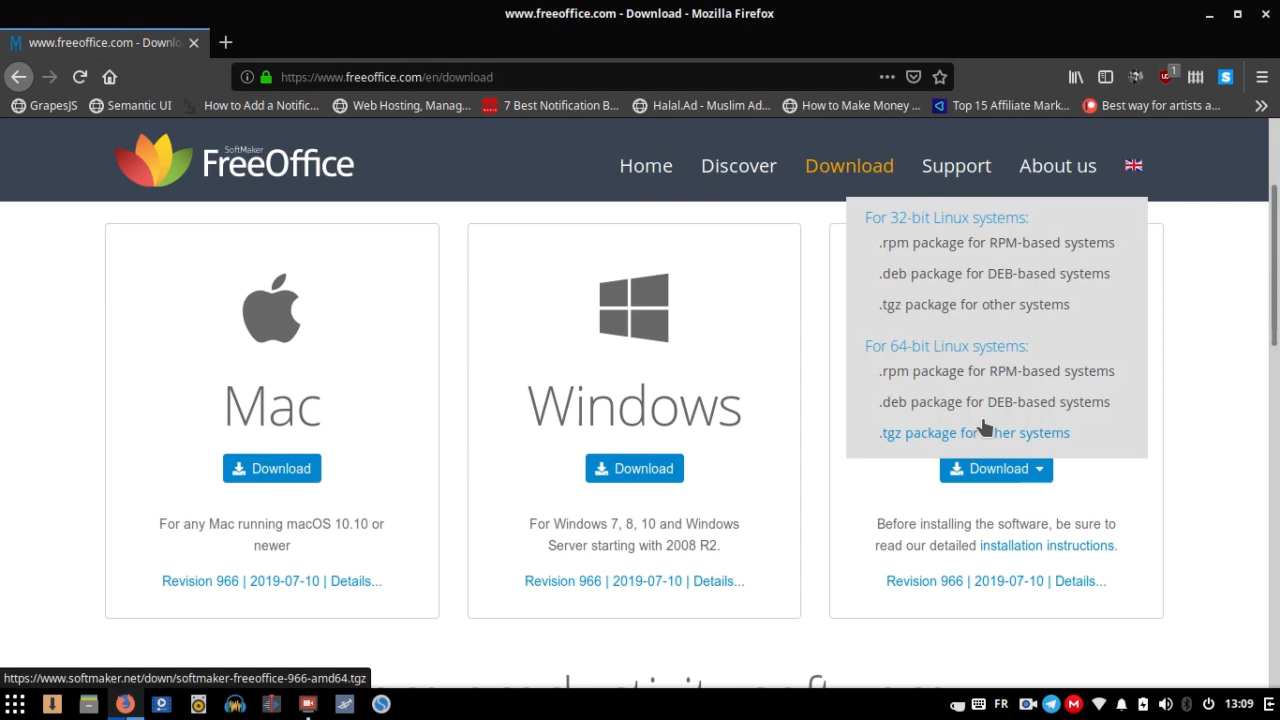 www.freeoffice.com - Download - Mozilla Firefox
www.freeoffice.com - Downlo
https://www.freeoffice.com/en/download
1
S
GrapesJS
Semantic UI
How to Add a Notific...
Web Hosting, Manag...
7 Best Notification B...
Halal.Ad - Muslim Ad...
How to Make Money ...
Top 15 Affiliate Mark...
Best way for artists a...
SoftMaker
FreeOffice
Home
Discover
Download
Support
About us
For 32-bit Linux systems:
.rpm package for RPM-based systems
.deb package for DEB-based systems
.tgz package for other systems
For 64-bit Linux systems:
.rpm package for RPM-based systems
.deb package for DEB-based systems
.tgz package for other systems
Mac
Download
For any Mac running macOS 10.10 or
newer
Revision 966 | 2019-07-10 | Details...
Windows
Download
For Windows 7, 8, 10 and Windows
Server starting with 2008 R2.
Revision 966 | 2019-07-10 | Details...
Download
Before installing the software, be sure to
read our detailed installation instructions.
Revision 966 | 2019-07-10 | Details...
https://www.softmaker.net/down/softmaker-freeoffice-966-amd64.tgz
FR
13:09